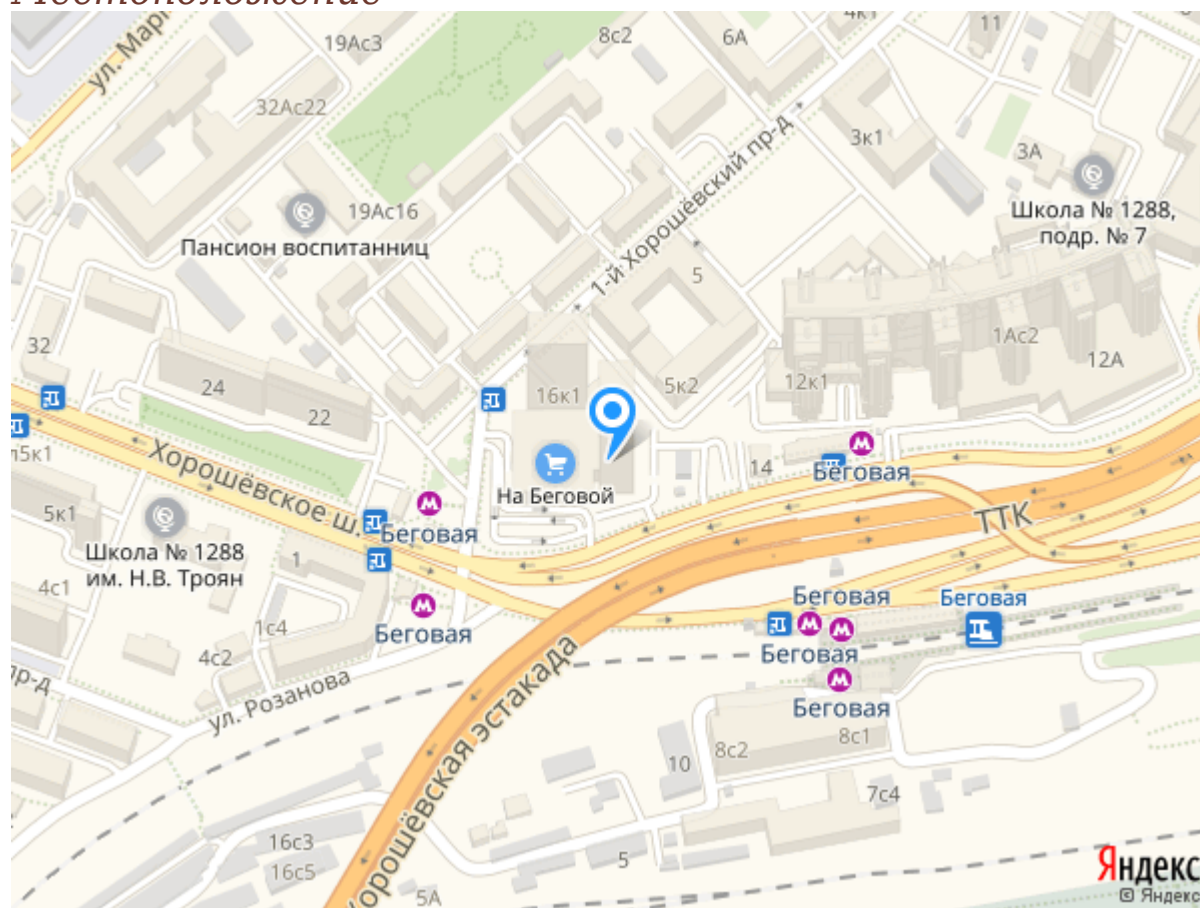 Местоположение
ул. Мар
19Ас3
8с2
6А
4к1
11
32Ас22
3к1
3А
19Ас16
1-й Хорошёвский пр-д
Школа № 1288,
подр. № 7
Пансион воспитанниц
5
32
24
22
16к1
5к2
12к1
1Ас2
12А
5к1
Хорошёвское ш.
На Беговой
14
Беговая
5к1
Беговая
ТТК
Школа № 1288
им. Н.В. Троян
1
4с1
1с4
4с2
Беговая
Беговая
Беговая
Беговая
Беговая
пр-д
ул. Розанова
Хорошёвская эстакада
10
8с2
8с1
7с4
16с3
16с5
5
5А
Яндекс
© Яндекс